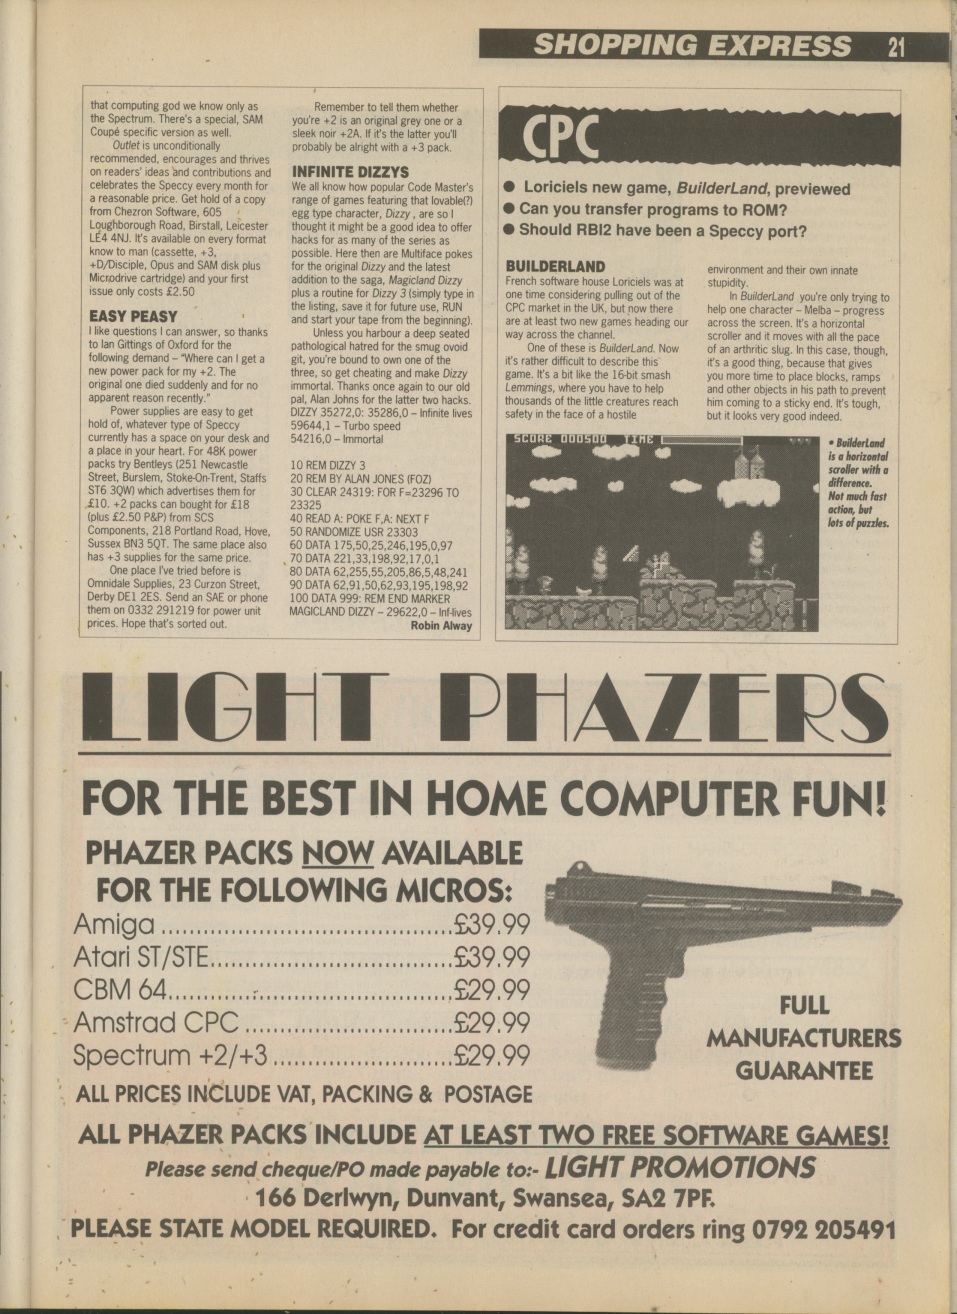 SHOPPING EXPRESS 21
that computing god we know only as
the Spectrum. There's a special, SAM
Coupé specific version as well.
Outlet is unconditionally
recommended, encourages and thrives
on readers' ideas and contributions and
celebrates the Speccy every month for
a reasonable price. Get hold of a copy
from Chezron Software, 605
Loughborough Road, Birstall, Leicester
LE4 4NJ. It's available on every format
know to man (cassette, +3,
+D/Disciple, Opus and SAM disk plus
Microdrive cartridge) and your first
issue only costs £2.50
EASY PEASY
I like questions I can answer, so thanks
to Ian Gittings of Oxford for the
following demand – "Where can I get a
new power pack for my +2. The
original one died suddenly and for no
apparent reason recently."
Power supplies are easy to get
hold of, whatever type of Speccy
currently has a space on your desk and
a place in your heart. For 48K power
packs try Bentleys (251 Newcastle
Street, Burslem, Stoke-On-Trent, Staffs
ST6 3QW) which advertises them for
£10. +2 packs can bought for £18
(plus £2.50 P&P) from SCS
Components, 218 Portland Road, Hove,
Sussex BN3 5QT. The same place also
has +3 supplies for the same price.
One place I've tried before is
Omnidale Supplies, 23 Curzon Street,
Derby DE1 2ES. Send an SAE or phone
them on 0332 291219 for power unit
prices. Hope that's sorted out.
Remember to tell them whether
you're +2 is an original grey one or a
sleek noir +2A. If it's the latter you'll
probably be alright with a +3 pack.
INFINITE DIZZYS
We all know how popular Code Master's
range of games featuring that lovable(?)
egg type character, Dizzy , are so I
thought it might be a good idea to offer
hacks for as many of the series as
possible. Here then are Multiface pokes
for the original Dizzy and the latest
addition to the saga, Magicland Dizzy
plus a routine for Dizzy 3 (simply type in
the listing, save it for future use, RUN
and start your tape from the beginning).
Unless you harbour a deep seated
pathological hatred for the smug ovoid
git, you're bound to own one of the
three, so get cheating and make Dizzy
immortal. Thanks once again to our old
pal, Alan Johns for the latter two hacks.
DIZZY 35272,0: 35286,0 – Infinite lives
59644,1 – Turbo speed
54216,0 – Immortal
10 REM DIZZY 3
20 REM BY ALAN JONES (FOZ)
30 CLEAR 24319: FOR F=23296 TO
23325
40 READ A: POKE F,A: NEXT F
50 RANDOMIZE USR 23303
60 DATA 175,50,25,246,195,0,97
70 DATA 221,33,198,92,17,0,1
80 DATA 62,255,55,205,86,5,48,241
90 DATA 62,91,50,62,93,195,198,92
100 DATA 999: REM END MARKER
MAGICLAND DIZZY – 29622,0 – Inf-lives
Robin Alway
CPC
● Loriciels new game, BuilderLand, previewed
● Can you transfer programs to ROM?
● Should RBI2 have been a Speccy port?
BUILDERLAND
French software house Loriciels was at
one time considering pulling out of the
CPC market in the UK, but now there
are at least two new games heading our
way across the channel.
One of these is BuilderLand. Now
it's rather difficult to describe this
game. It's a bit like the 16-bit smash
Lemmings, where you have to help
thousands of the little creatures reach
safety in the face of a hostile
environment and their own innate
stupidity.
In BuilderLand you're only trying to
help one character – Melba – progress
across the screen. It's a horizontal
scroller and it moves with all the pace
of an arthritic slug. In this case, though,
it's a good thing, because that gives
you more time to place blocks, ramps
and other objects in his path to prevent
him coming to a sticky end. It's tough,
but it looks very good indeed.
SCORE 000500 TIME
• BuilderLand
is a horizontal
scroller with a
difference.
Not much fast
action, but
lots of puzzles.
LIGHT PHAZERS
FOR THE BEST IN HOME COMPUTER FUN!
PHAZER PACKS NOW AVAILABLE
FOR THE FOLLOWING MICROS:
Amiga ........................................£39.99
Atari ST/STE..................................£39.99
CBM 64........................................£29.99
Amstrad CPC .............................£29.99
Spectrum +2/+3 .........................£29.99
ALL PRICES INCLUDE VAT, PACKING & POSTAGE
FULL
MANUFACTURERS
GUARANTEE
ALL PHAZER PACKS INCLUDE AT LEAST TWO FREE SOFTWARE GAMES!
Please send cheque/PO made payable to:- LIGHT PROMOTIONS
166 Derlwyn, Dunvant, Swansea, SA2 7PF.
PLEASE STATE MODEL REQUIRED. For credit card orders ring 0792 205491